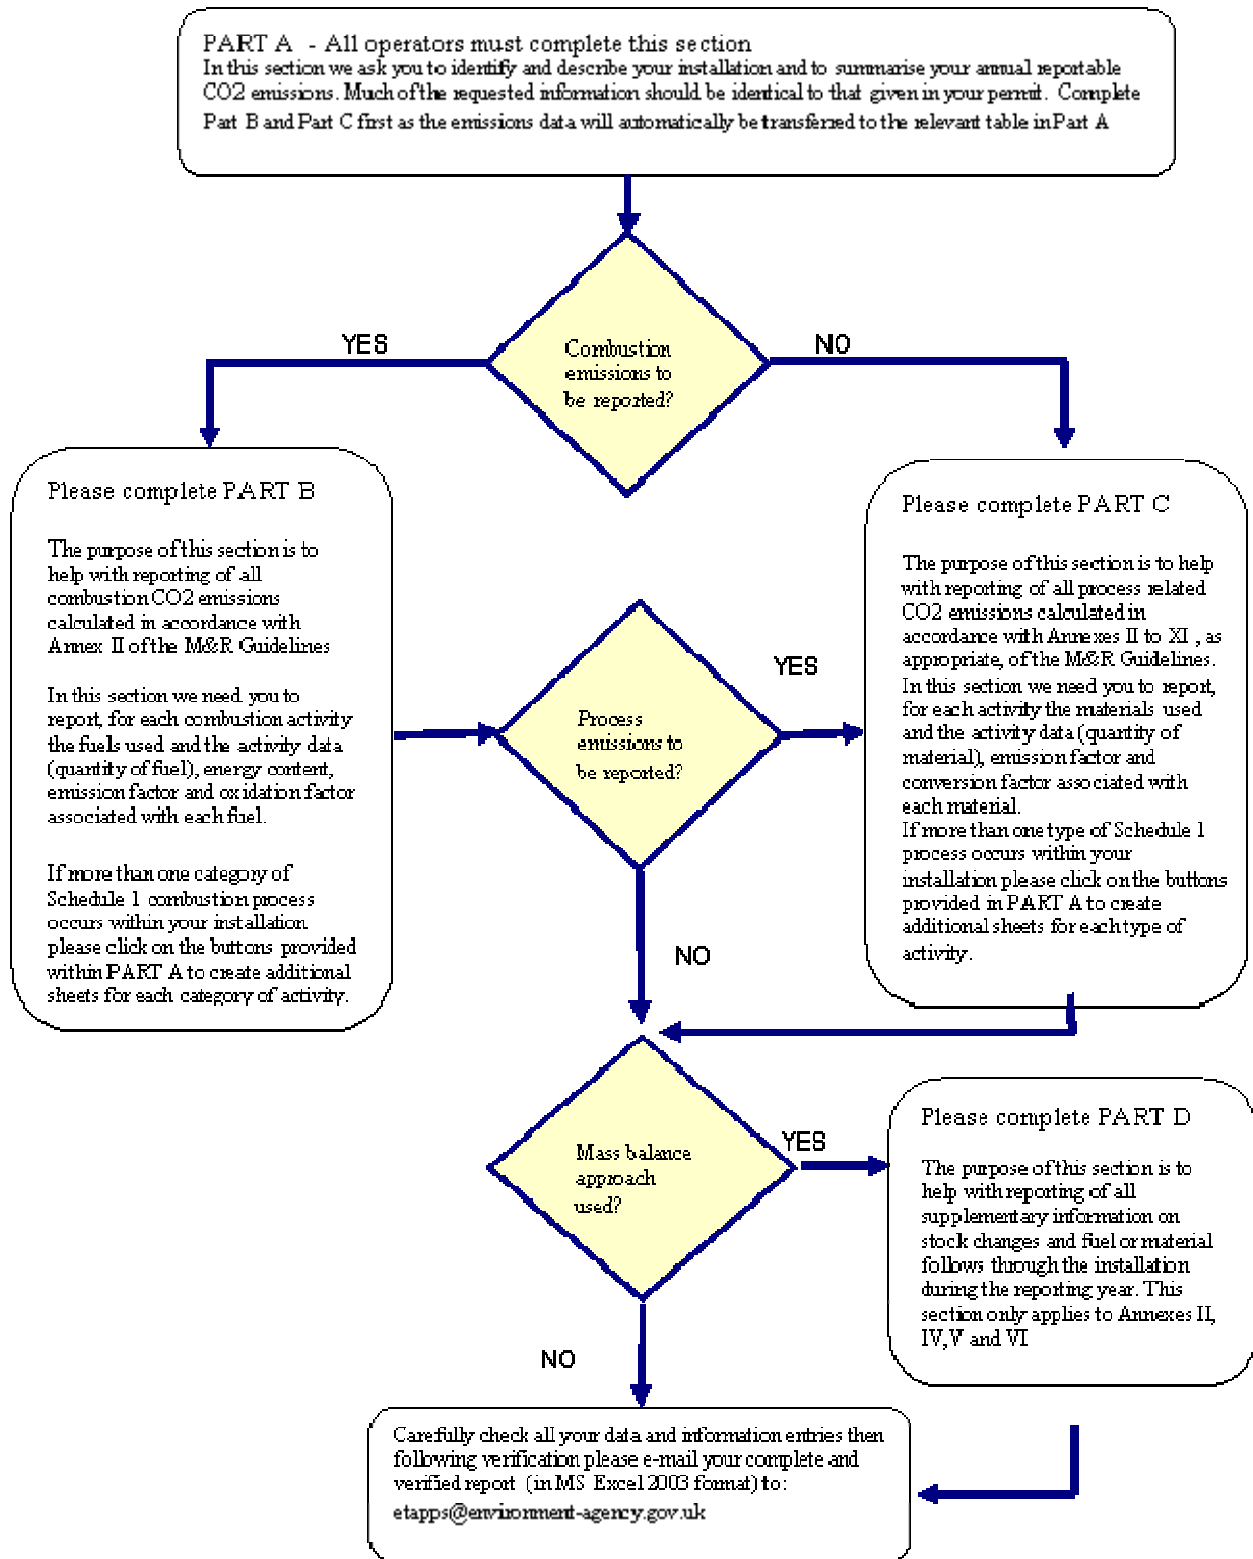 PART A - All operators must complete this section
In this section we ask you to identify and describe your installation and to summarise your annual reportable
CO2 emissions. Much of the requested information should be identical to that given in your permit. Complete
Part B and Part C first as the emissions data will automatically be transferred to the relevant table in Part A
YES
NO
Combustion
emissions to
be reported?
Please complete PART B
The purpose of this section is to
help with reporting of all
combustion CO2 emissions
calculated in accordance with
Annex II of the M&R Guidelines
In this section we need you to
report, for each combustion activity
the fuels used and the activity data
(quantity of fuel), energy content,
emission factor and oxidation factor
associated with each fuel.
If more than one category of
Schedule 1 combustion process
occurs within your installation
please click on the buttons provided
within PART A to create additional
sheets for each category of activity.
Process
emissions to
be reported?
YES
NO
Please complete PART C
The purpose of this section is to help
with reporting of all process related
CO2 emissions calculated in
accordance with Annexes II to XI , as
appropriate, of the M&R Guidelines.
In this section we need you to report,
for each activity the materials used
and the activity data (quantity of
material), emission factor and
conversion factor associated with
each material.
If more than one type of Schedule 1
process occurs within your
installation please click on the buttons
provided in PART A to create
additional sheets for each type of
activity.
Mass balance
approach
used?
YES
NO
Please complete PART D
The purpose of this section is to
help with reporting of all
supplementary information on
stock changes and fuel or material
follows through the installation
during the reporting year. This
section only applies to Annexes II,
IV,V and VI
Carefully check all your data and information entries then
following verification please e-mail your complete and
verified report (in MS Excel 2003 format) to:
etapps@environment-agency.gov.uk